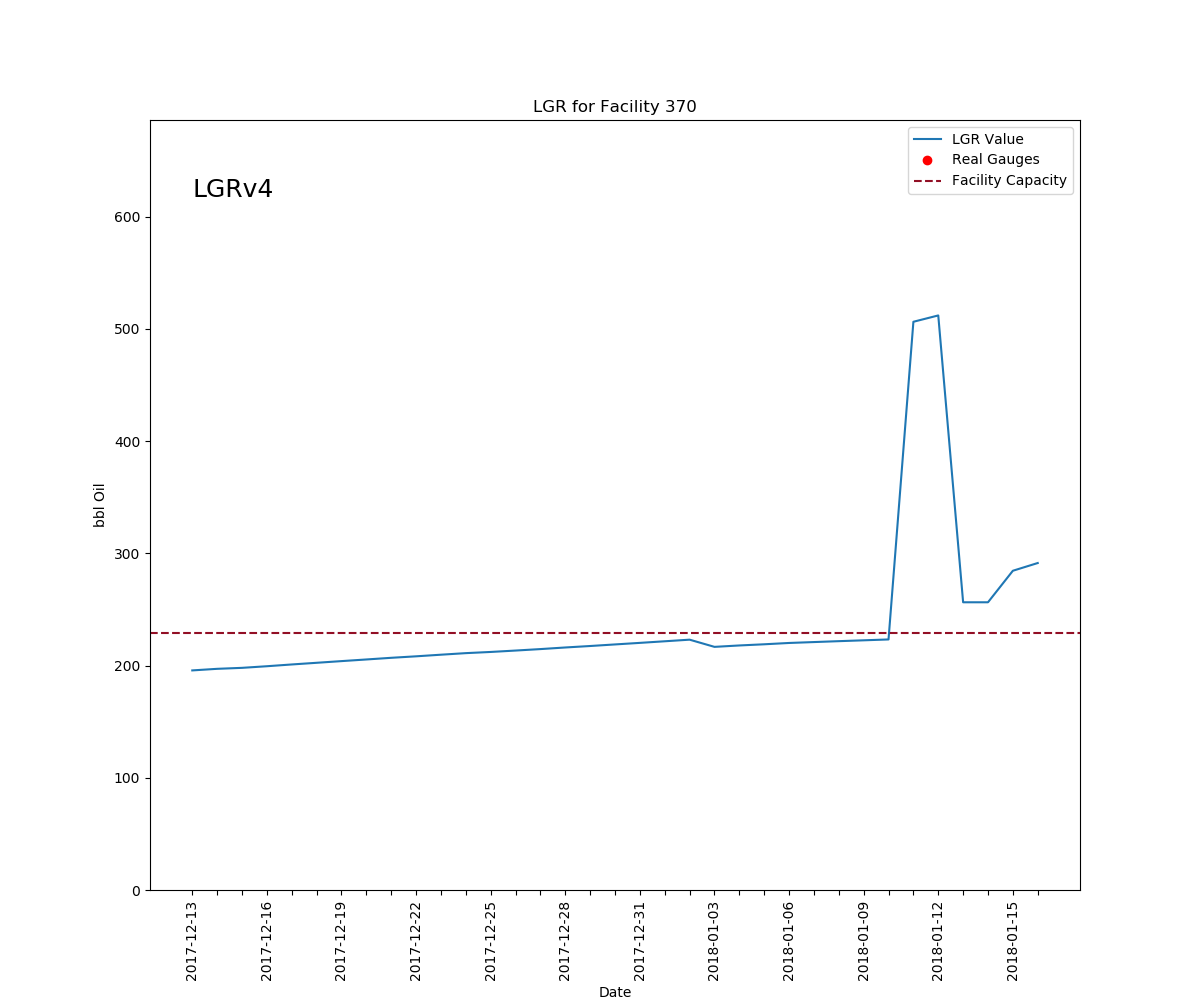 LGR for Facility 370
LGR Value
Real Gauges
Facility Capacity
LGRv4
600
500
400
300
200
100
0
bbl Oil
2017-12-13
2017-12-16
2017-12-19
2017-12-22
2017-12-25
2017-12-28
2017-12-31
2018-01-03
2018-01-06
2018-01-09
2018-01-12
2018-01-15
Date